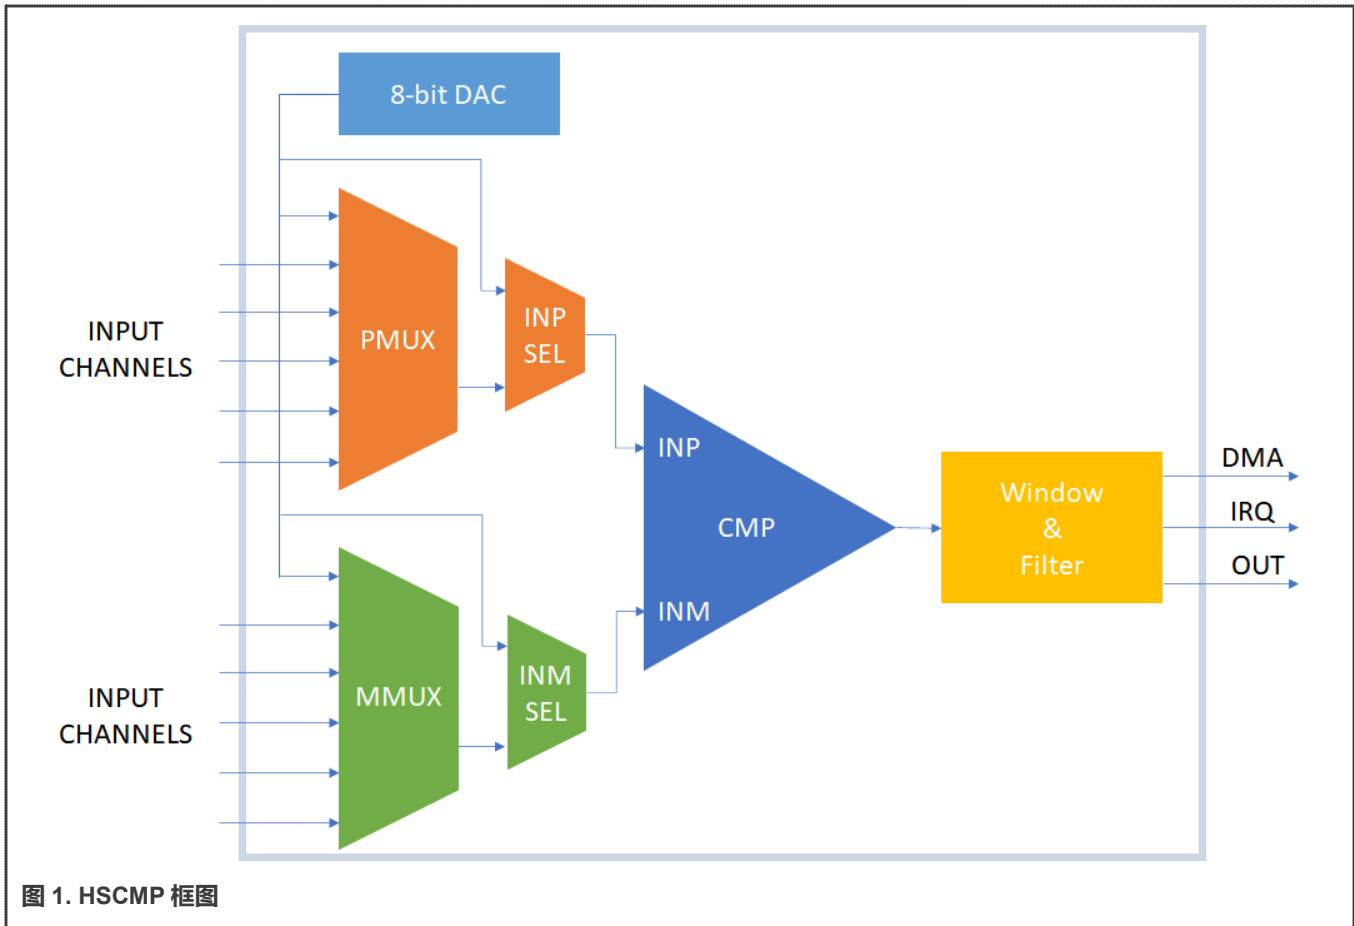 8-bit DAC
INPUT
CHANNELS
PMUX
INP
SEL
INP
CMP
INM
Window
&
Filter
DMA
IRQ
OUT
INPUT
CHANNELS
MMUX
INM
SEL
图 1. HSCMP 框图